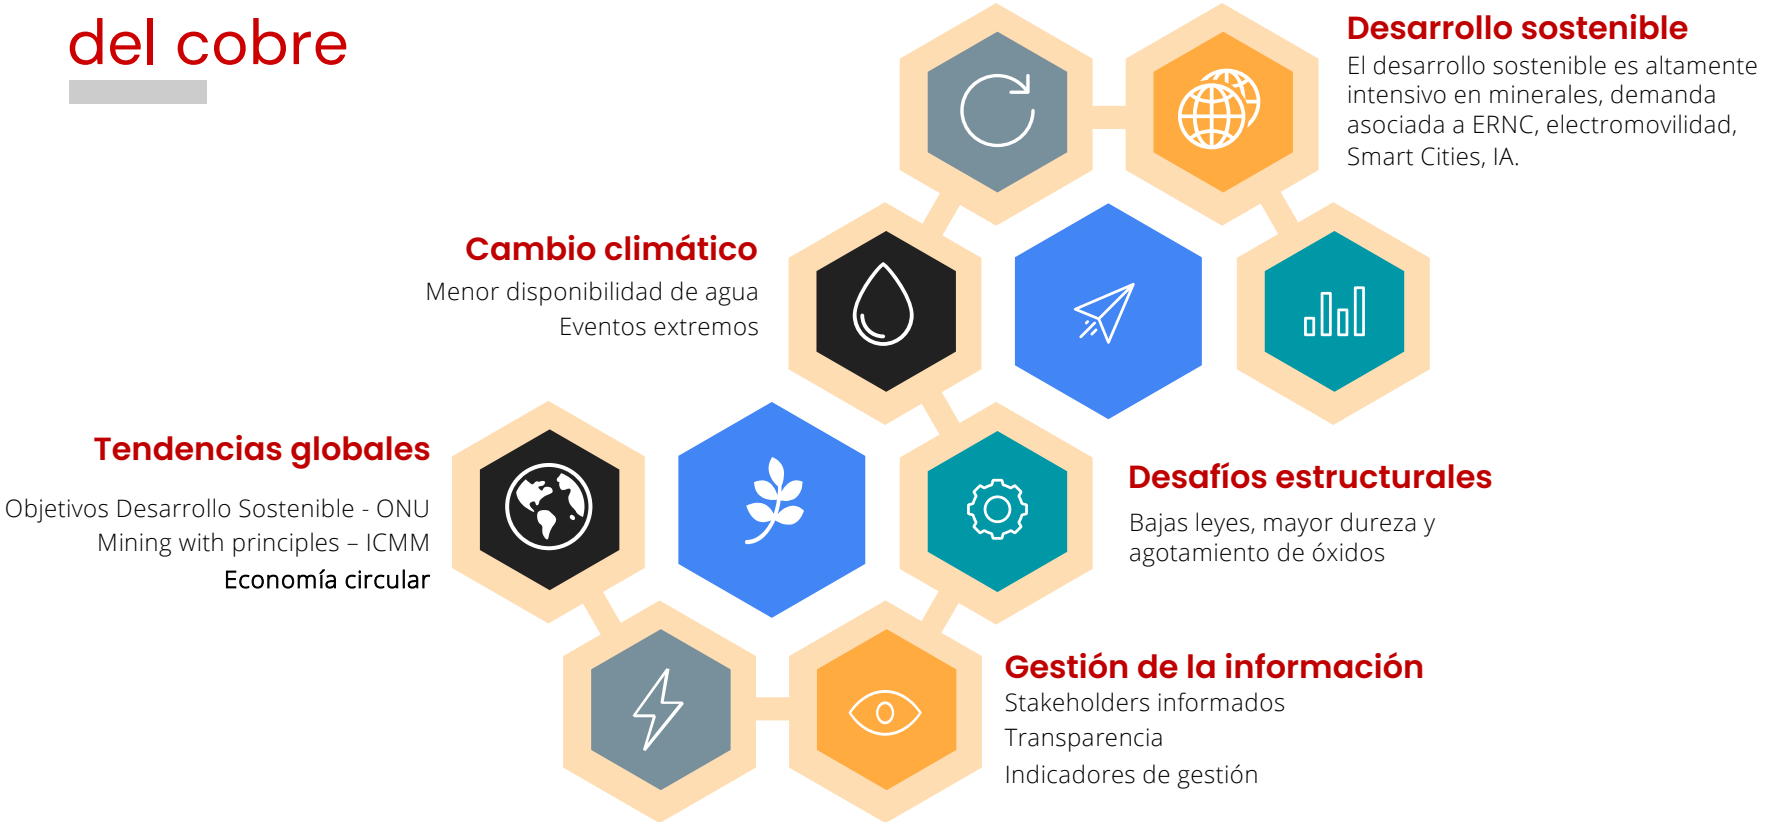 del cobre
Desarrollo sostenible
El desarrollo sostenible es altamente
intensivo en minerales, demanda
asociada a ERNC, electromovilidad,
Smart Cities, IA.
Cambio climático
Menor disponibilidad de agua
Eventos extremos
Tendencias globales
Objetivos Desarrollo Sostenible - ONU
Mining with principles – ICMM
Economía circular
Desafíos estructurales
Bajas leyes, mayor dureza y
agotamiento de óxidos
Gestión de la información
Stakeholders informados
Transparencia
Indicadores de gestión